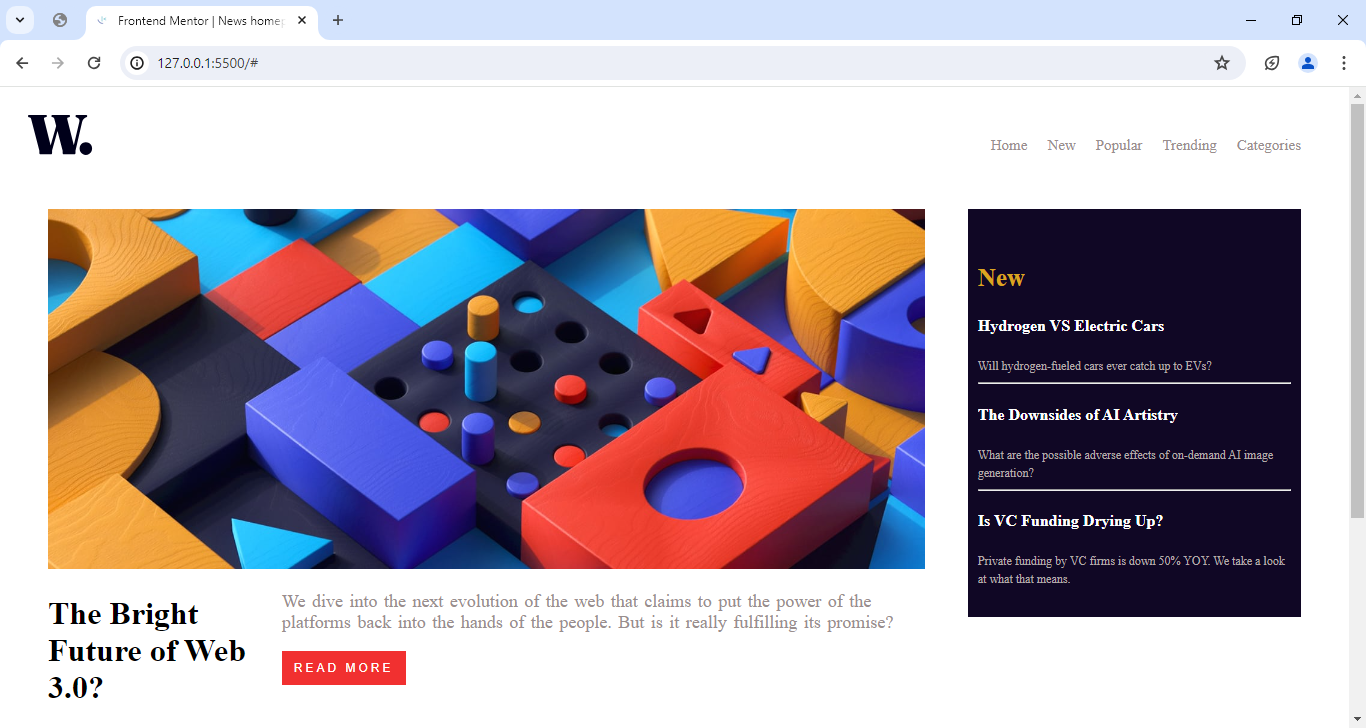 Frontend Mentor | News home
127.0.0.1:5500/#
W.
Home New Popular Trending Categories
New
Hydrogen VS Electric Cars
Will hydrogen-fueled cars ever catch up to EVs?
The Downsides of AI Artistry
What are the possible adverse effects of on-demand AI image
generation?
Is VC Funding Drying Up?
Private funding by VC firms is down 50% YOY. We take a look
at what that means.
The Bright
Future of Web
3.0?
We dive into the next evolution of the web that claims to put the power of the
platforms back into the hands of the people. But is it really fulfilling its promise?
READ MORE